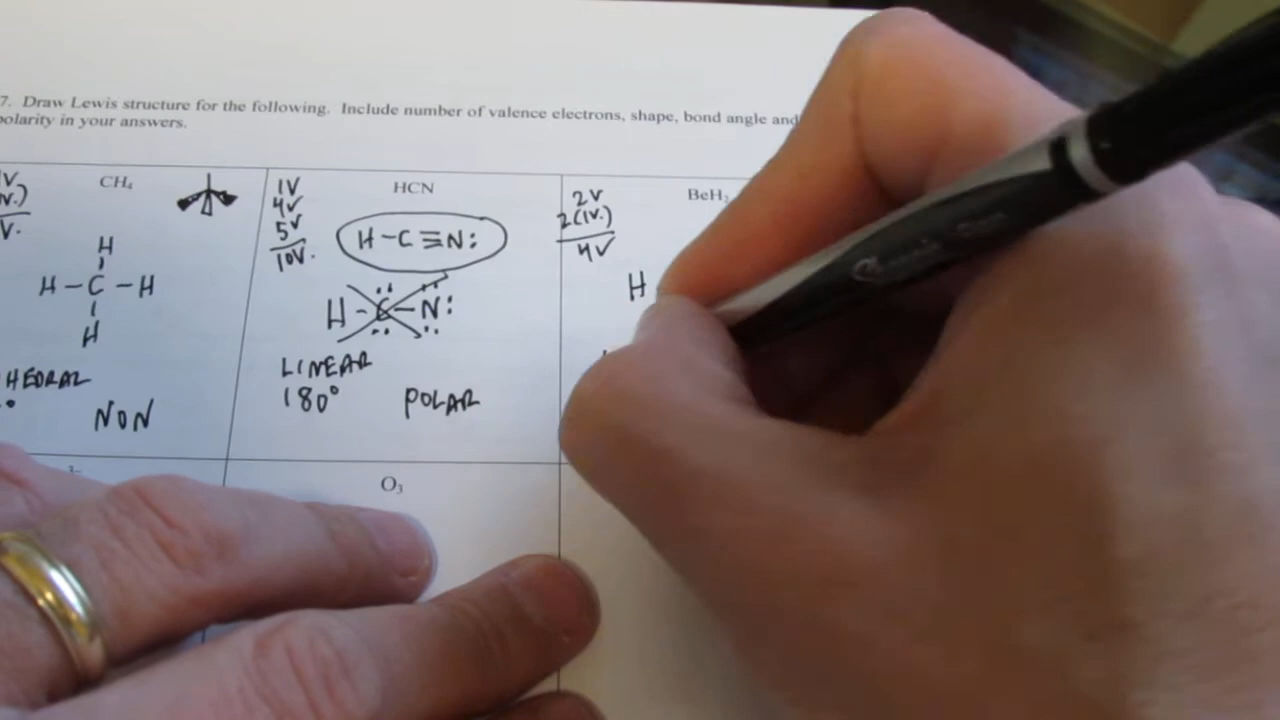 7. Draw Lewis structure for the following. Include number of valence electrons, shape, bond angle and
polarity in your answers.
CH₄
H
H - C - H
H
HEDRAL
NON
HCN
1V
4V
5V
10V.
H - C ≡ N:
H - C - N:
LINEAR
180° POLAR
BeH₂
2V
2(1V.)
4V
H
O₃